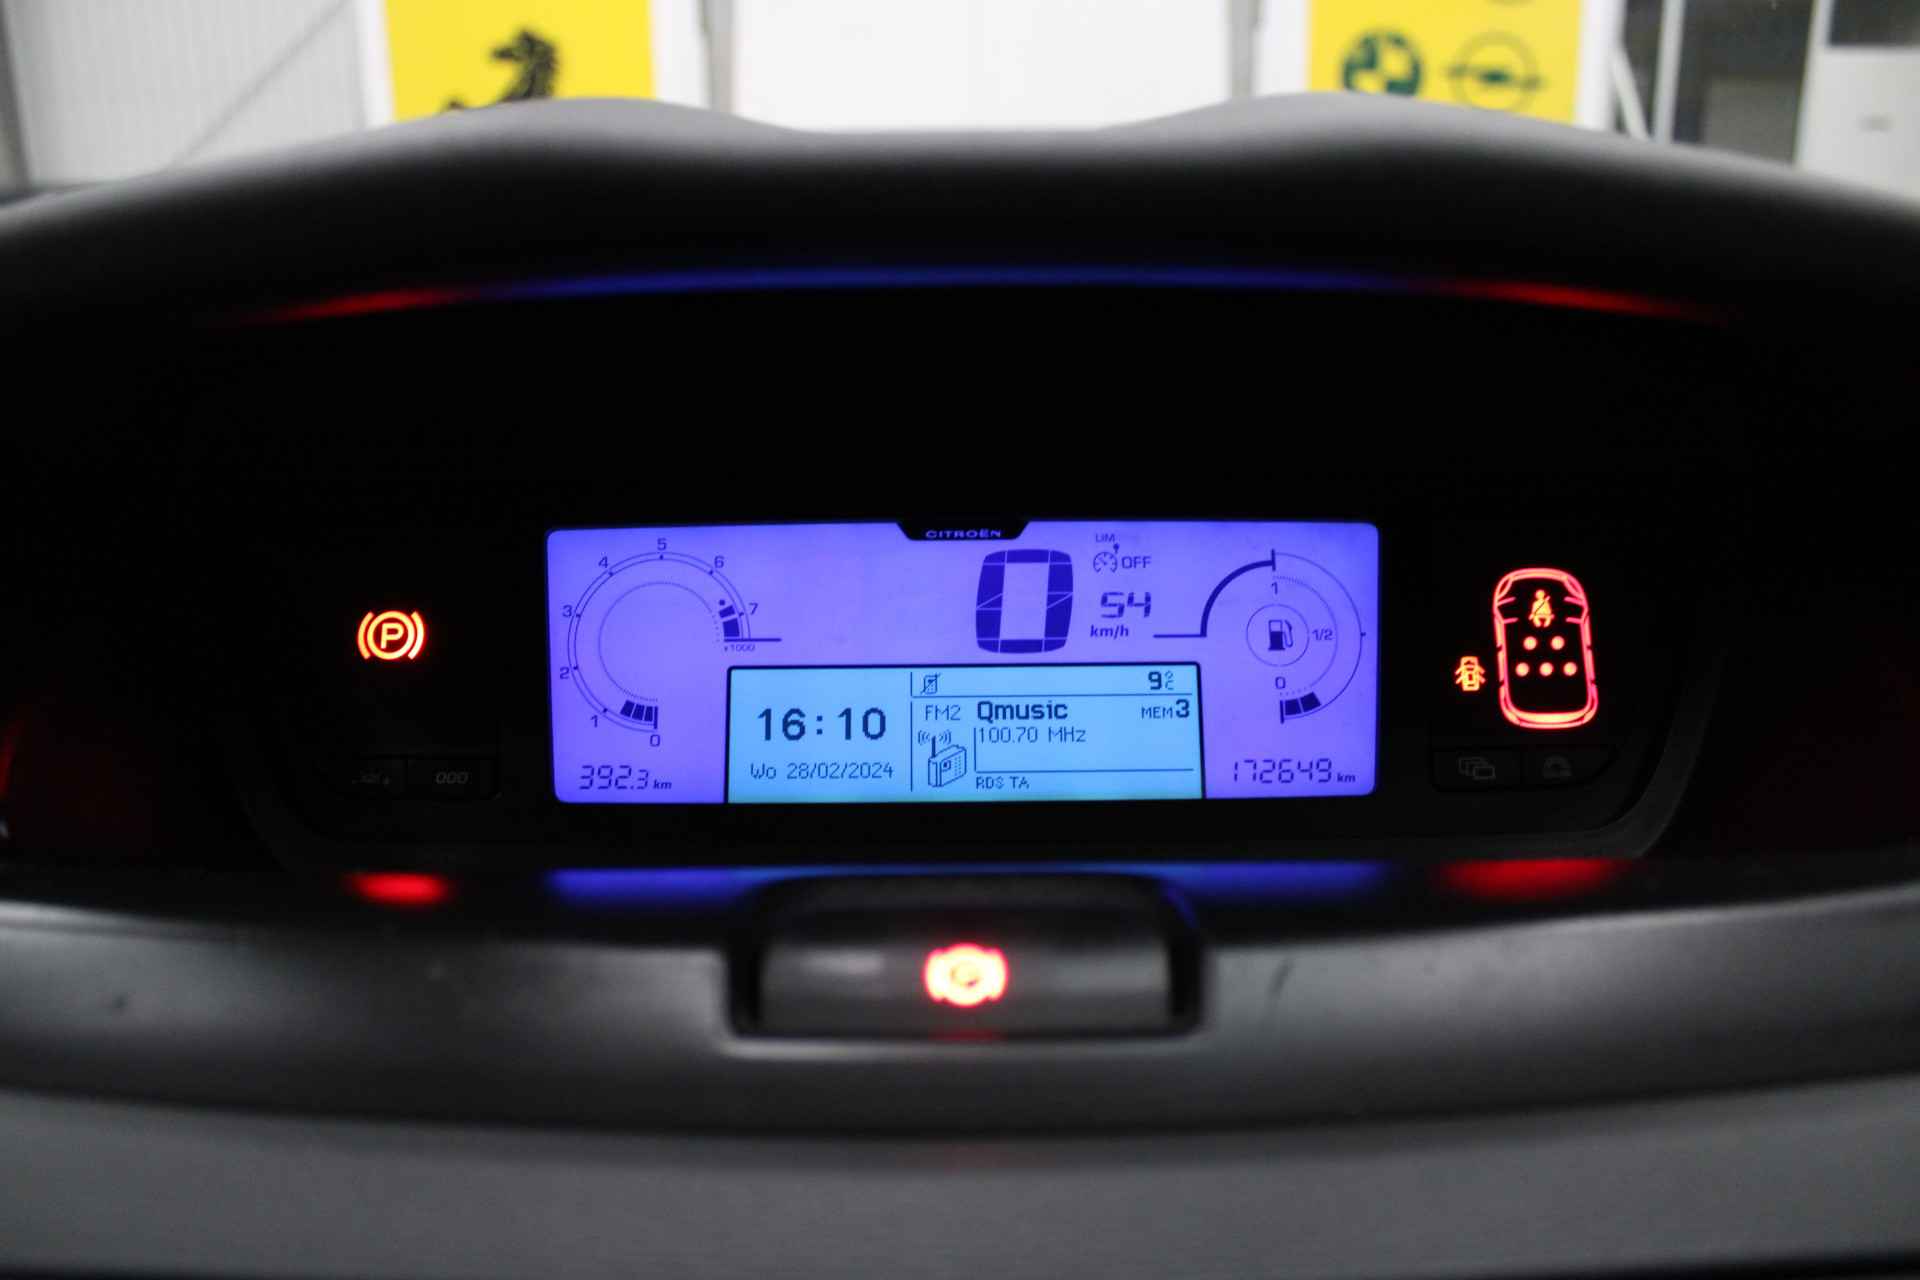 CITROËN
LIM
OFF
0
54
km/h
0 1 2 3 4 5 6 7
x1000
1
1/2
0
P
9°C
16:10
FM2 Qmusic MEM3
100.70 MHz
Wo 28/02/2024
RDS TA
392.3 km
172649 km
000